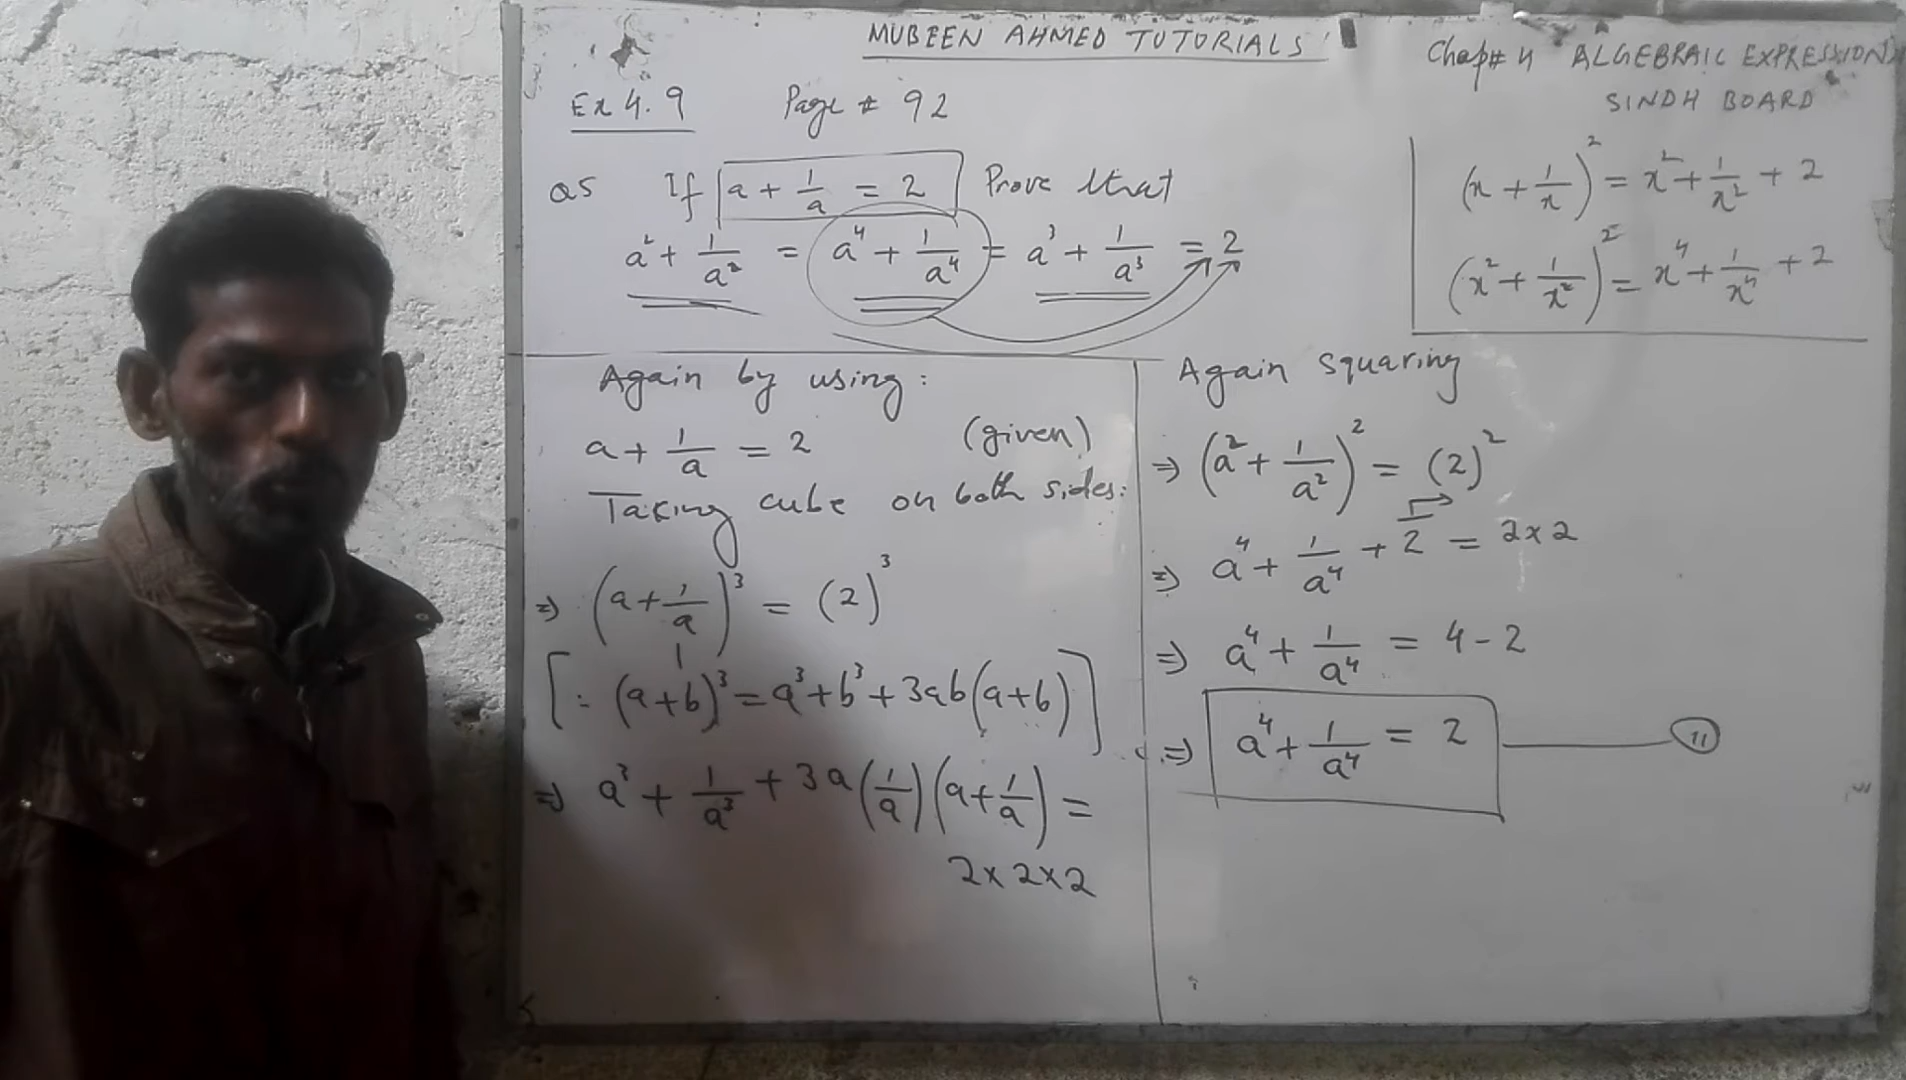 MUBEEN AHMED TUTORIALS
Chap# 4 ALGEBRAIC EXPRESSIONS
SINDH BOARD
Ex 4.9 Page # 92
Q5 If a + 1/a = 2 Prove that
a² + 1/a² = a⁴ + 1/a⁴ = a³ + 1/a³ = 2
(x + 1/x)² = x² + 1/x² + 2
(x² + 1/x²)² = x⁴ + 1/x⁴ + 2
Again by using:
a + 1/a = 2 (given)
Taking cube on both sides:
⇒ (a + 1/a)³ = (2)³
[∵ (a+b)³ = a³ + b³ + 3ab(a+b)]
⇒ a³ + 1/a³ + 3a(1/a)(a + 1/a) =
2×2×2
Again squaring
⇒ (a² + 1/a²)² = (2)²
⇒ a⁴ + 1/a⁴ + 2 = 2×2
⇒ a⁴ + 1/a⁴ = 4 - 2
⇒ a⁴ + 1/a⁴ = 2 —— (11)